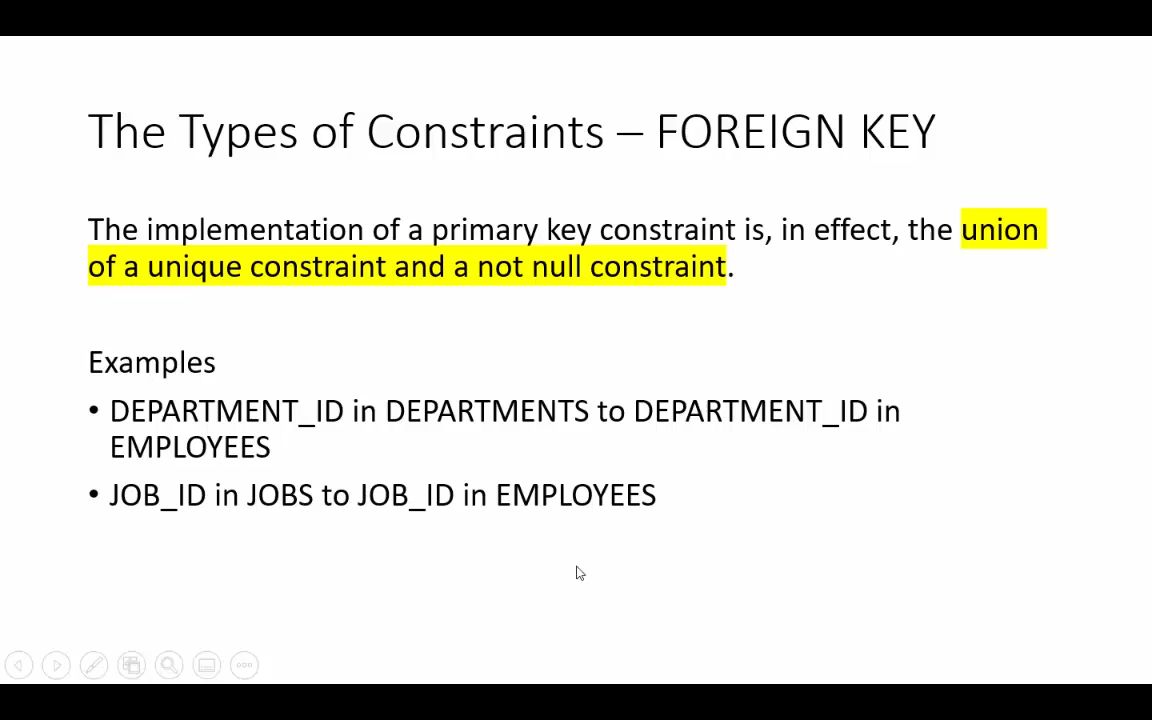 The Types of Constraints – FOREIGN KEY
The implementation of a primary key constraint is, in effect, the union
of a unique constraint and a not null constraint.
Examples
• DEPARTMENT_ID in DEPARTMENTS to DEPARTMENT_ID in
EMPLOYEES
• JOB_ID in JOBS to JOB_ID in EMPLOYEES